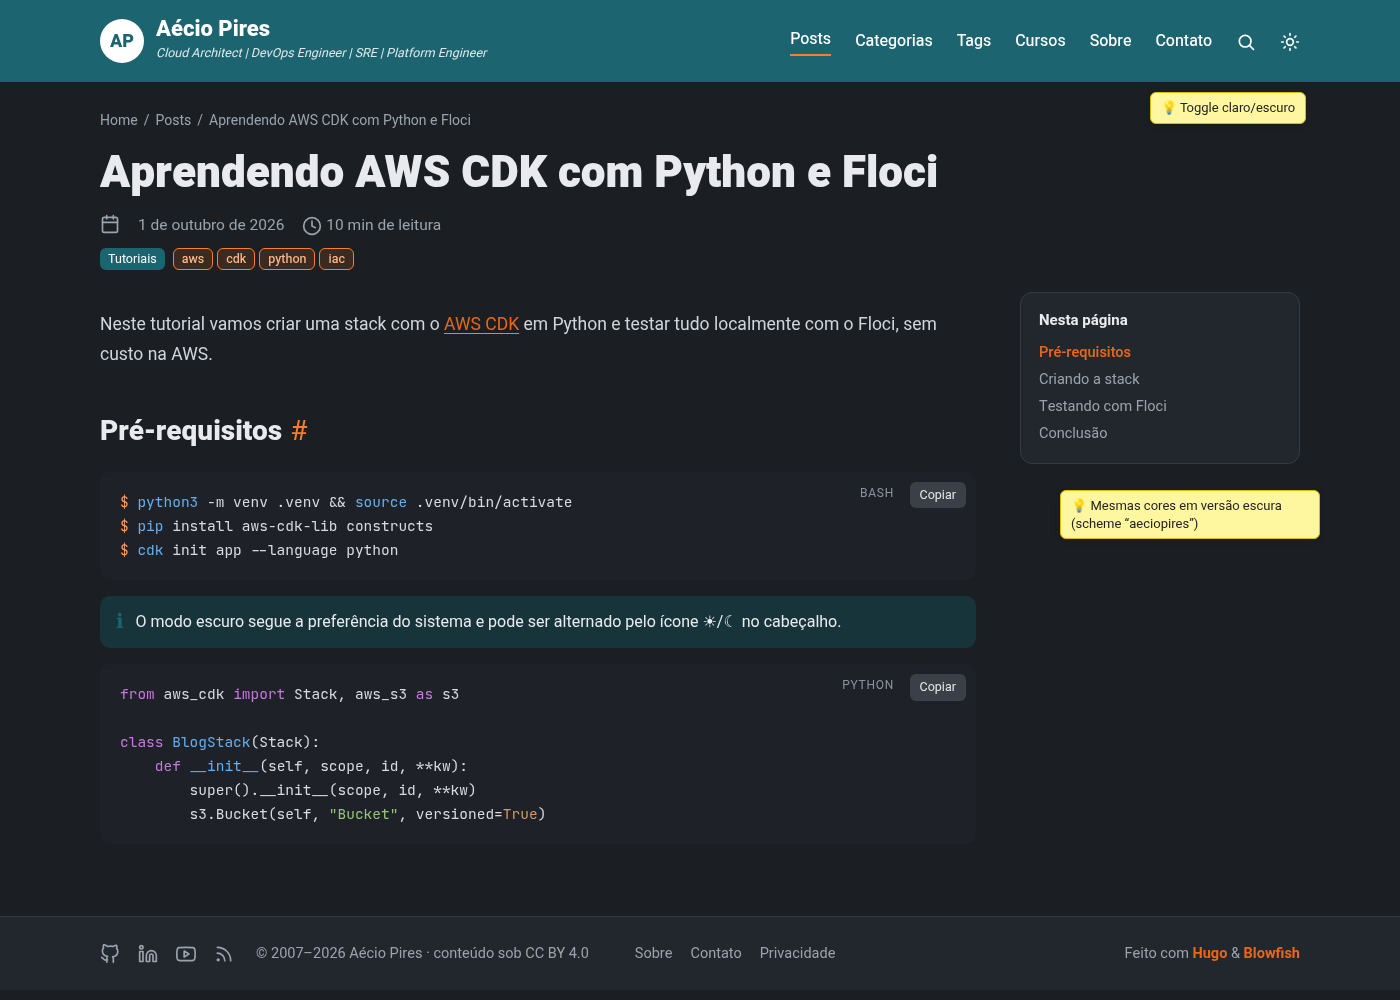 AP
Aécio Pires
Cloud Architect | DevOps Engineer | SRE | Platform Engineer
Posts Categorias Tags Cursos Sobre Contato
💡 Toggle claro/escuro
Home / Posts / Aprendendo AWS CDK com Python e Floci
Aprendendo AWS CDK com Python e Floci
1 de outubro de 2026 10 min de leitura
Tutoriais aws cdk python iac
Neste tutorial vamos criar uma stack com o AWS CDK em Python e testar tudo localmente com o Floci, sem
custo na AWS.
Pré-requisitos #
BASH Copiar
$ python3 -m venv .venv && source .venv/bin/activate
$ pip install aws-cdk-lib constructs
$ cdk init app --language python
ℹ O modo escuro segue a preferência do sistema e pode ser alternado pelo ícone ☀/☾ no cabeçalho.
PYTHON Copiar
from aws_cdk import Stack, aws_s3 as s3
class BlogStack(Stack):
    def __init__(self, scope, id, **kw):
        super().__init__(scope, id, **kw)
        s3.Bucket(self, "Bucket", versioned=True)
Nesta página
Pré-requisitos
Criando a stack
Testando com Floci
Conclusão
💡 Mesmas cores em versão escura
(scheme “aeciopires”)
© 2007–2026 Aécio Pires · conteúdo sob CC BY 4.0 Sobre Contato Privacidade Feito com Hugo & Blowfish